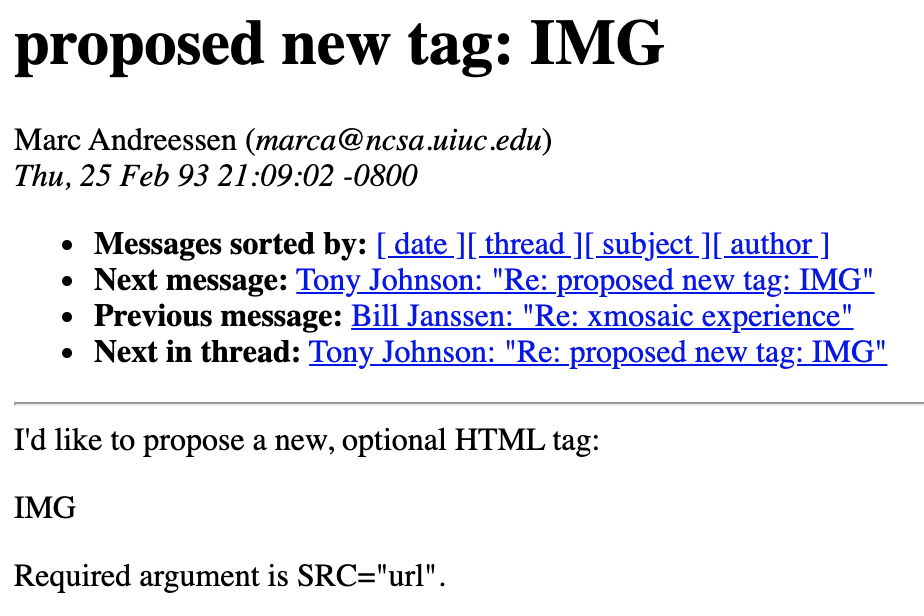 proposed new tag: IMG
Marc Andreessen (marca@ncsa.uiuc.edu)
Thu, 25 Feb 93 21:09:02 -0800
• Messages sorted by: [ date ][ thread ][ subject ][ author ]
• Next message: Tony Johnson: "Re: proposed new tag: IMG"
• Previous message: Bill Janssen: "Re: xmosaic experience"
• Next in thread: Tony Johnson: "Re: proposed new tag: IMG"
I'd like to propose a new, optional HTML tag:
IMG
Required argument is SRC="url".